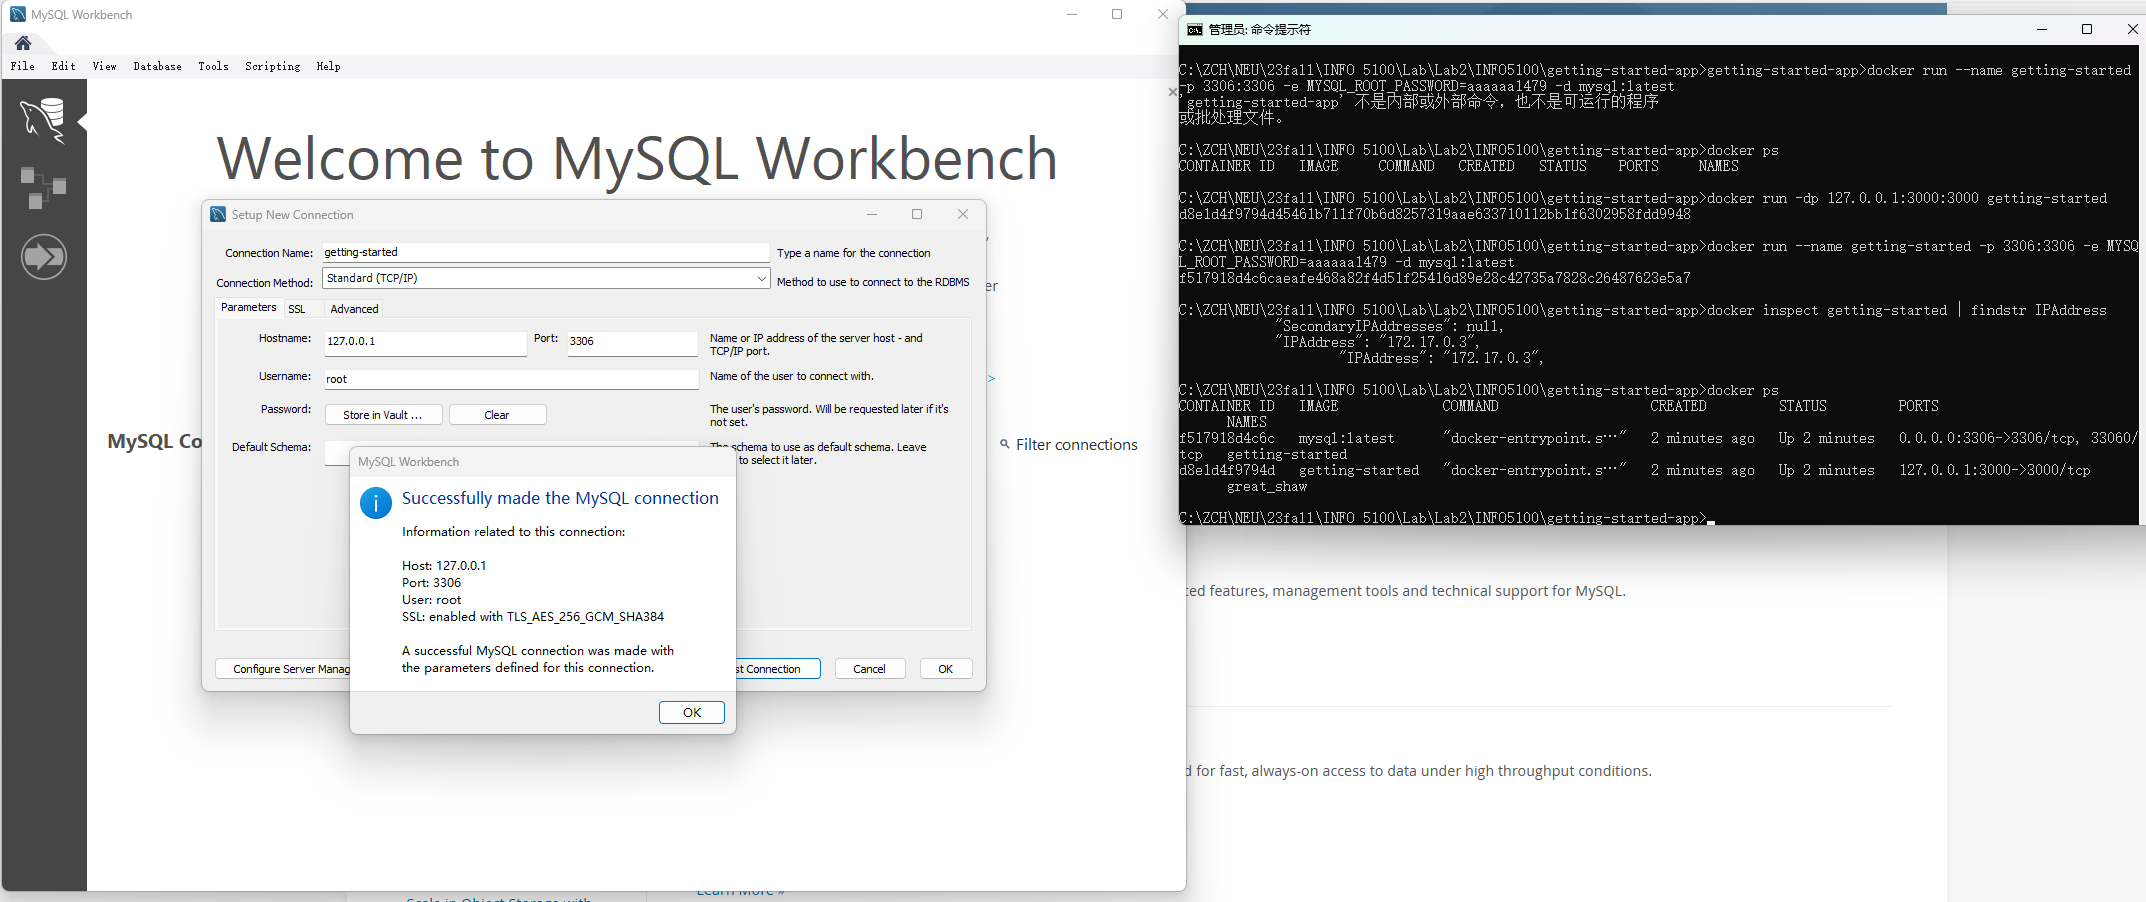 MySQL Workbench
File Edit View Database Tools Scripting Help
Welcome to MySQL Workbench
er
>
MySQL Co
Filter connections
Setup New Connection
Connection Name: getting-started Type a name for the connection
Connection Method: Standard (TCP/IP) Method to use to connect to the RDBMS
Parameters SSL Advanced
Hostname: 127.0.0.1 Port: 3306 Name or IP address of the server host - and
TCP/IP port.
Username: root Name of the user to connect with.
Password: Store in Vault ... Clear The user's password. Will be requested later if it's
not set.
Default Schema: The schema to use as default schema. Leave
to select it later.
Configure Server Manag
st Connection Cancel OK
MySQL Workbench
Successfully made the MySQL connection
Information related to this connection:
Host: 127.0.0.1
Port: 3306
User: root
SSL: enabled with TLS_AES_256_GCM_SHA384
A successful MySQL connection was made with
the parameters defined for this connection.
OK
管理员: 命令提示符
C:\ZCH\NEU\23fall\INFO 5100\Lab\Lab2\INFO5100\getting-started-app>getting-started-app>docker run --name getting-started
-p 3306:3306 -e MYSQL_ROOT_PASSWORD=aaaaaa1479 -d mysql:latest
'getting-started-app' 不是内部或外部命令，也不是可运行的程序
或批处理文件。
C:\ZCH\NEU\23fall\INFO 5100\Lab\Lab2\INFO5100\getting-started-app>docker ps
CONTAINER ID IMAGE COMMAND CREATED STATUS PORTS NAMES
C:\ZCH\NEU\23fall\INFO 5100\Lab\Lab2\INFO5100\getting-started-app>docker run -dp 127.0.0.1:3000:3000 getting-started
d8e1d4f9794d45461b711f70b6d8257319aae633710112bb1f6302958fdd9948
C:\ZCH\NEU\23fall\INFO 5100\Lab\Lab2\INFO5100\getting-started-app>docker run --name getting-started -p 3306:3306 -e MYSQ
L_ROOT_PASSWORD=aaaaaa1479 -d mysql:latest
f517918d4c6caeafe468a82f4d51f25416d89e28c42735a7828c26487623e5a7
C:\ZCH\NEU\23fall\INFO 5100\Lab\Lab2\INFO5100\getting-started-app>docker inspect getting-started | findstr IPAddress
"SecondaryIPAddresses": null,
"IPAddress": "172.17.0.3",
"IPAddress": "172.17.0.3",
C:\ZCH\NEU\23fall\INFO 5100\Lab\Lab2\INFO5100\getting-started-app>docker ps
CONTAINER ID IMAGE COMMAND CREATED STATUS PORTS
NAMES
f517918d4c6c mysql:latest "docker-entrypoint.s…" 2 minutes ago Up 2 minutes 0.0.0.0:3306->3306/tcp, 33060/
tcp getting-started
d8e1d4f9794d getting-started "docker-entrypoint.s…" 2 minutes ago Up 2 minutes 127.0.0.1:3000->3000/tcp
great_shaw
C:\ZCH\NEU\23fall\INFO 5100\Lab\Lab2\INFO5100\getting-started-app>
ced features, management tools and technical support for MySQL.
d for fast, always-on access to data under high throughput conditions.
Learn More »
Scale in Object Storage with